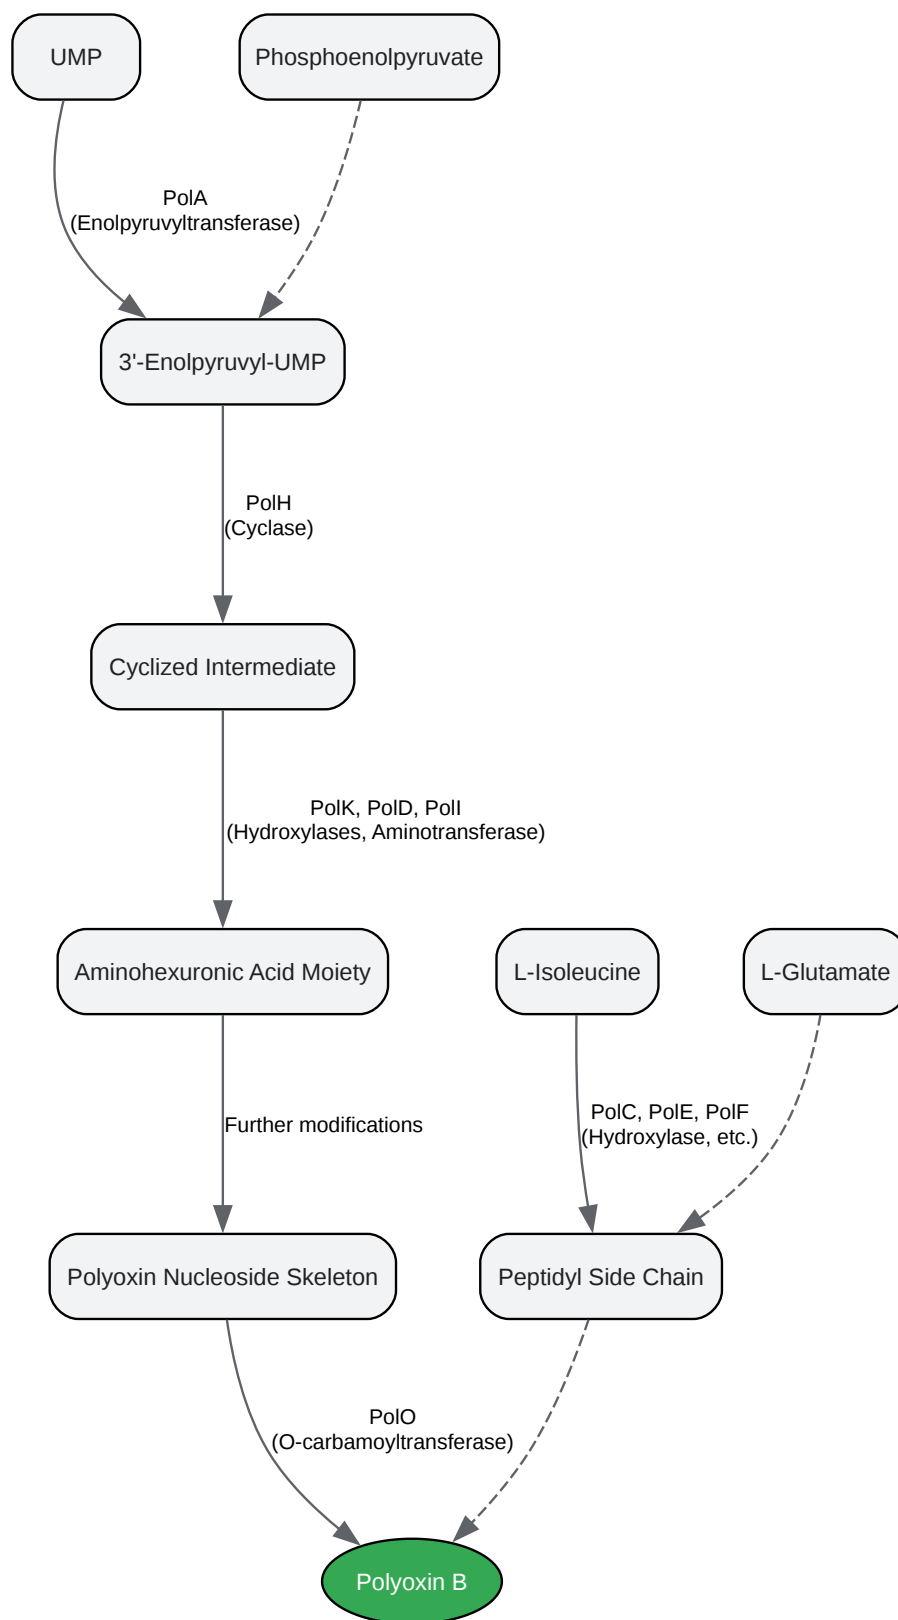 UMP
Phosphoenolpyruvate
PolA
(Enolpyruvyltransferase)
3'-Enolpyruvyl-UMP
PolH
(Cyclase)
Cyclized Intermediate
PolK, PolD, PolI
(Hydroxylases, Aminotransferase)
Aminohexuronic Acid Moiety
L-Isoleucine
L-Glutamate
PolC, PolE, PolF
(Hydroxylase, etc.)
Further modifications
Polyoxin Nucleoside Skeleton
Peptidyl Side Chain
PolO
(O-carbamoyltransferase)
Polyoxin B